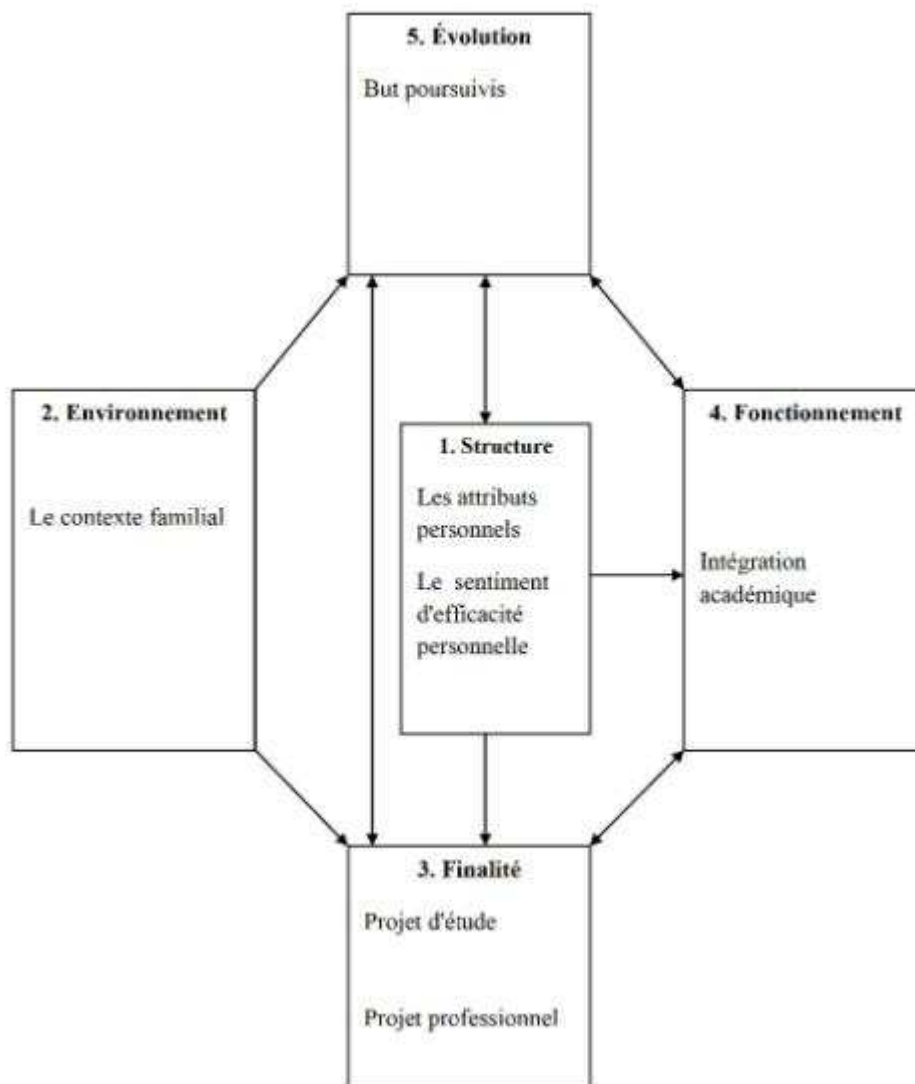 5. Évolution
But poursuivis
2. Environnement
Le contexte familial
1. Structure
Les attributs
personnels
Le sentiment
d'efficacité
personnelle
4. Fonctionnement
Intégration
académique
3. Finalité
Projet d'étude
Projet professionnel